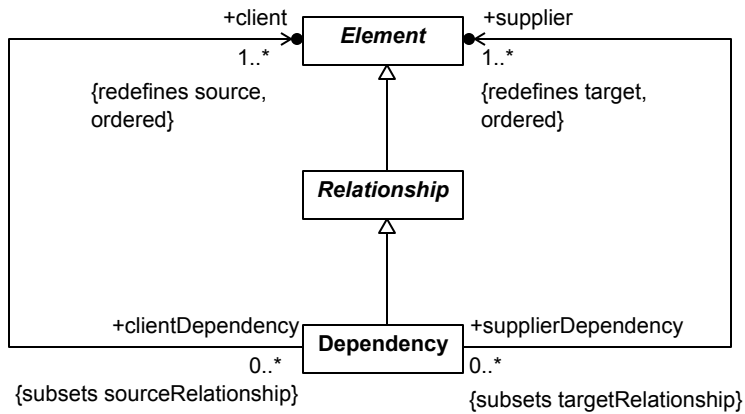 +client
Element
+supplier
1..*
1..*
{redefines source,
ordered}
{redefines target,
ordered}
Relationship
+clientDependency
Dependency
+supplierDependency
0..*
0..*
{subsets sourceRelationship}
{subsets targetRelationship}